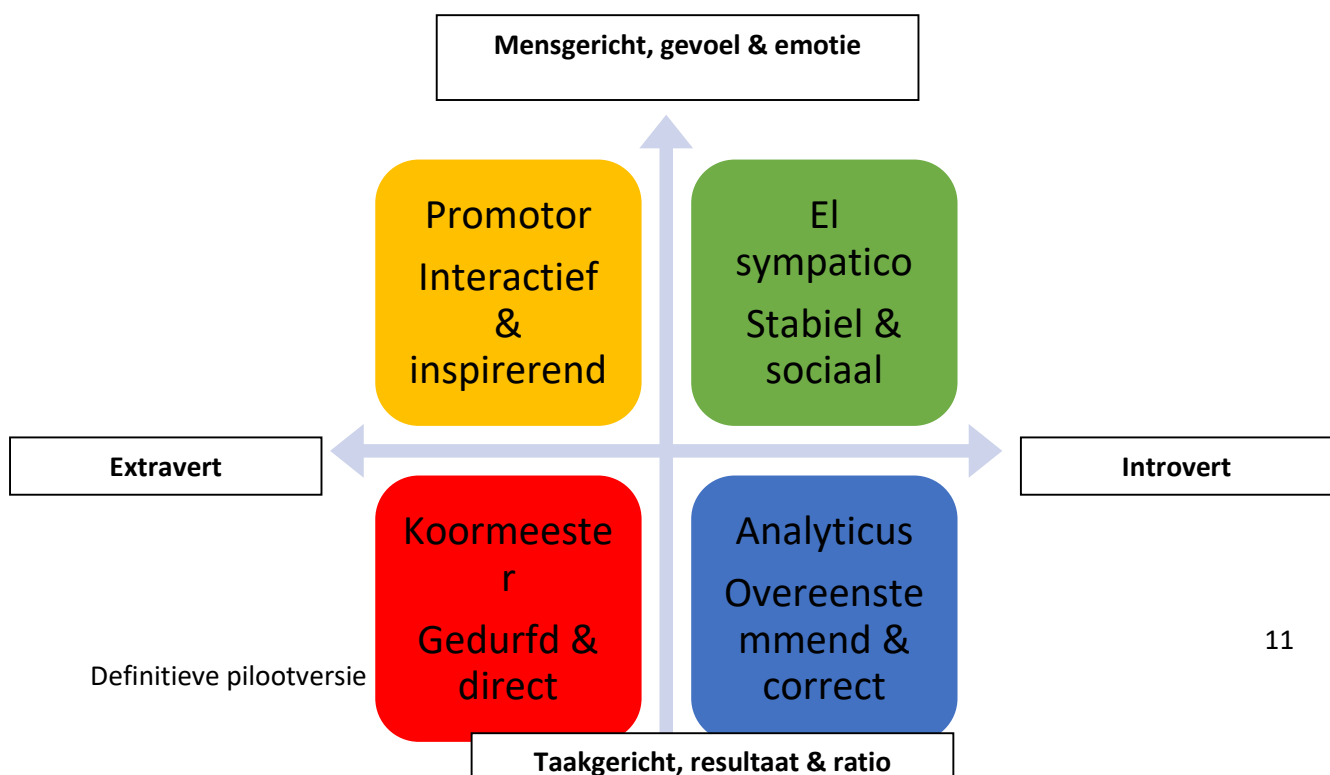 Mensgericht, gevoel & emotie
Promotor
Interactief
&
inspirerend
El
sympatico
Stabiel &
sociaal
Extravert
Introvert
Koormeeste
r
Gedurfd &
direct
Analyticus
Overeenste
mmend &
correct
11
Definitieve pilootversie
Taakgericht, resultaat & ratio